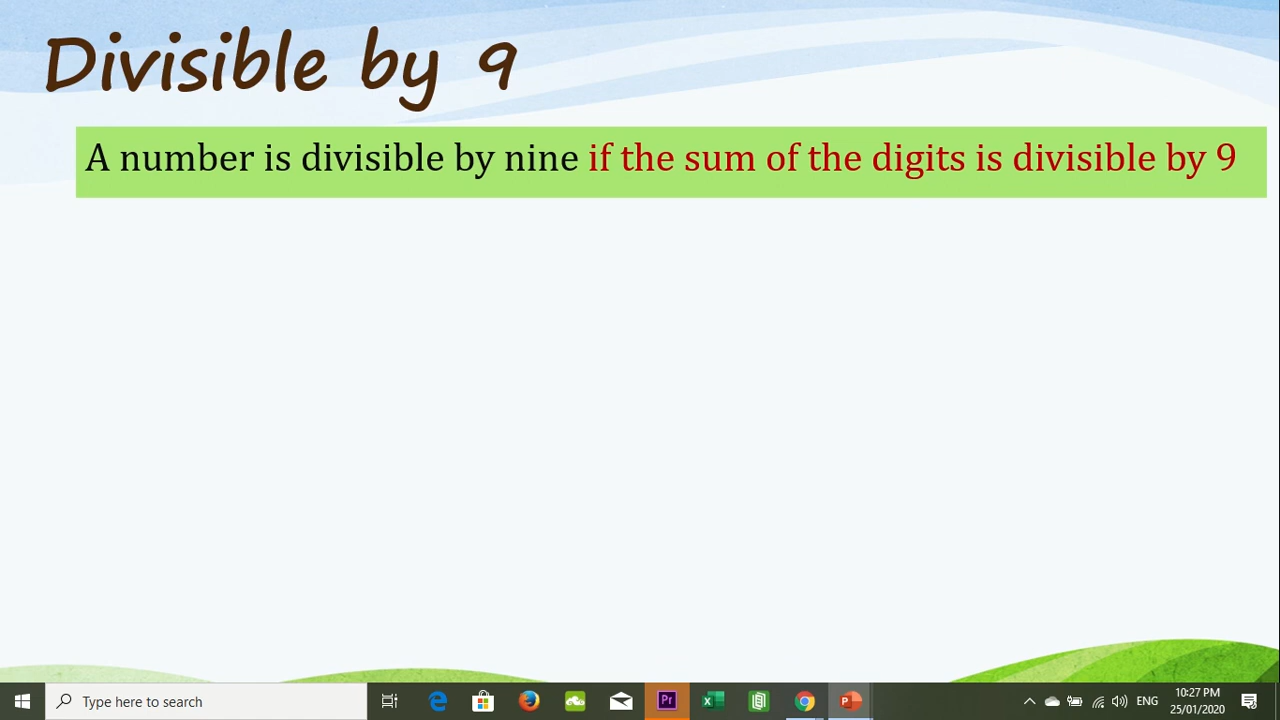 Divisible by 9
A number is divisible by nine if the sum of the digits is divisible by 9
Type here to search
Pr
ENG
10:27 PM
25/01/2020